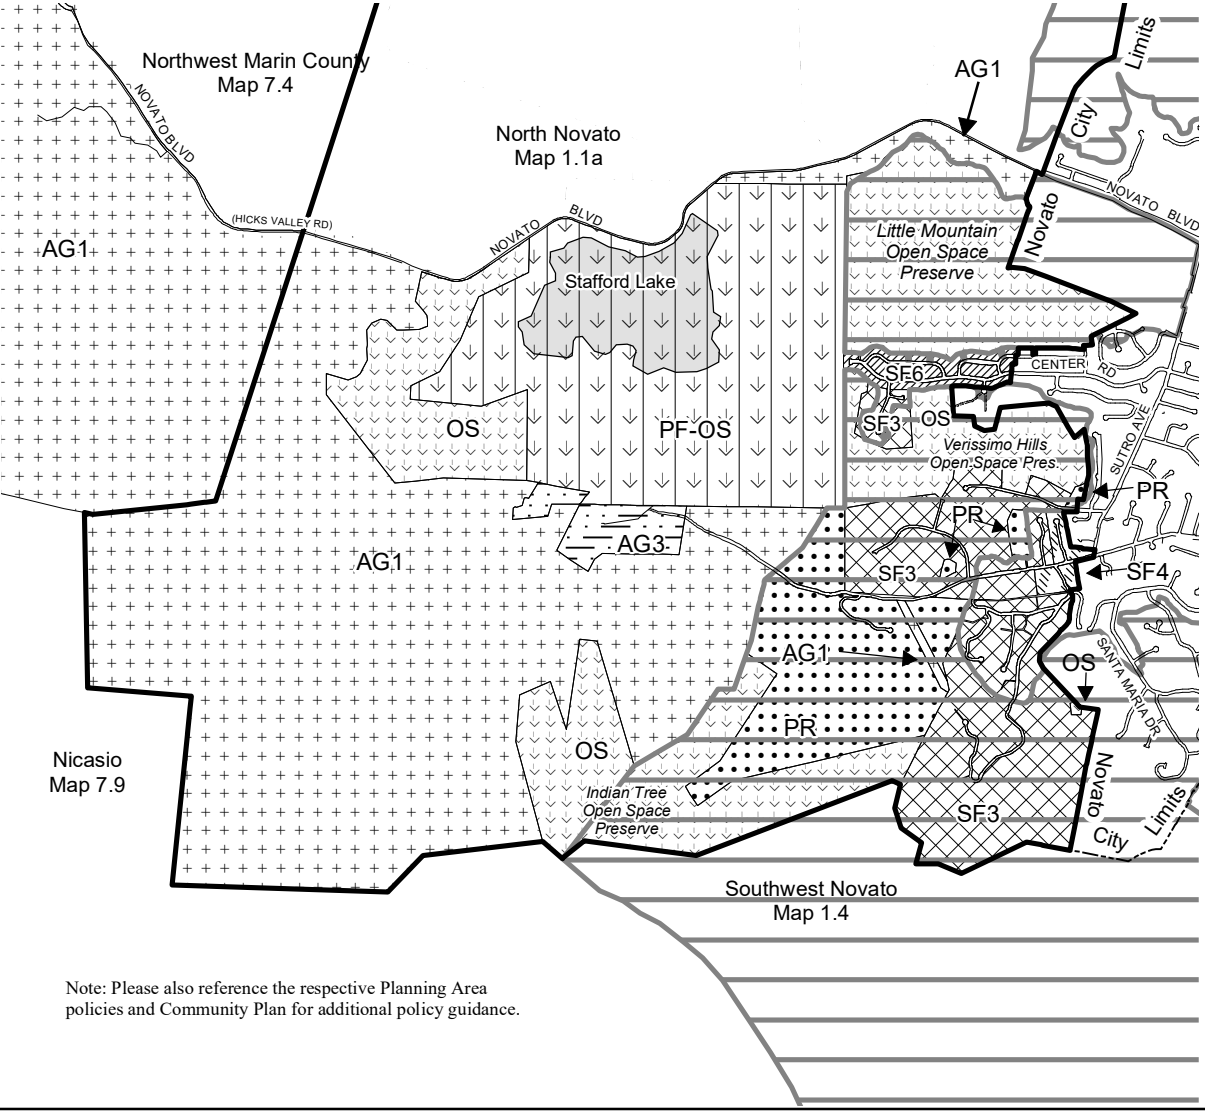 Northwest Marin County
Map 7.4
AG1
Limits
City
North Novato
Map 1.1a
NOVATO BLVD
NOVATO BLVD
(HICKS VALLEY RD)
NOVATO BLVD
AG1
Novato
Little Mountain
Open Space
Preserve
Stafford Lake
CENTER RD
SF6
SF3
OS
OS
PF-OS
Verissimo Hills
Open Space Pres.
SUTRO AVE
PR
PR
AG3
AG1
SF3
SF4
AG1
OS
SANTA MARIA DR
PR
OS
Nicasio
Map 7.9
Indian Tree
Open Space
Preserve
SF3
Novato
City
Limits
Southwest Novato
Map 1.4
Note: Please also reference the respective Planning Area
policies and Community Plan for additional policy guidance.